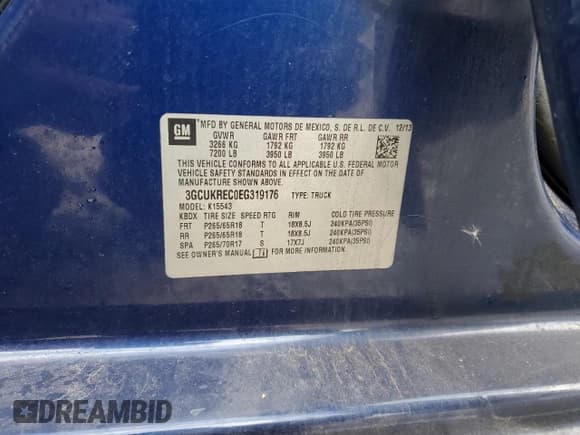 GM
MFD BY GENERAL MOTORS DE MEXICO, S. DE R.L. DE C.V. 12/13
GVWR GAWR FRT GAWR RR
3266 KG 1792 KG 1792 KG
7200 LB 3950 LB 3950 LB
THIS VEHICLE CONFORMS TO ALL APPLICABLE U.S. FEDERAL MOTOR
VEHICLE SAFETY STANDARDS IN EFFECT ON THE DATE OF
MANUFACTURE SHOWN ABOVE.
3GCUKREC0EG319176 TYPE: TRUCK
MODEL: K15543
KBDX TIRE SIZE SPEED RTG RIM COLD TIRE PRESSURE
FRT P265/65R18 T 18X8.5J 240KPA(35PSI)
RR P265/65R18 T 18X8.5J 240KPA(35PSI)
SPA P265/70R17 S 17X7J 240KPA(35PSI)
SEE OWNER'S MANUAL FOR MORE INFORMATION.
DREAMBID